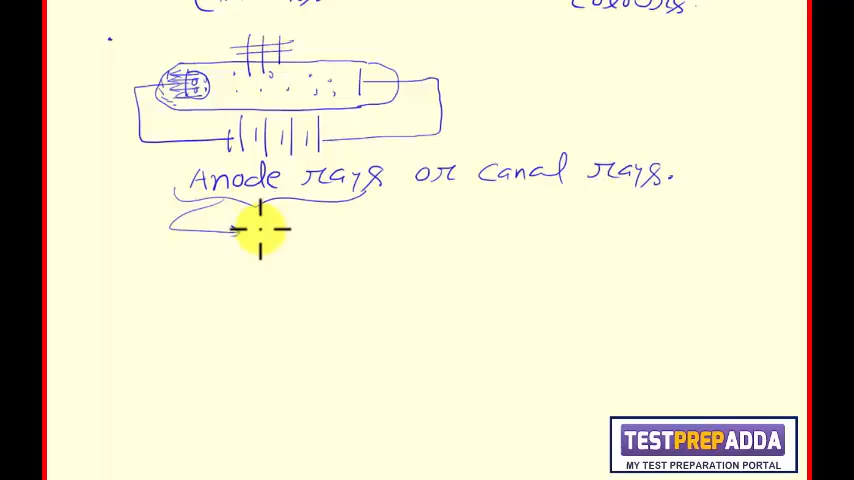 Anode rays or canal rays.
TESTPREPADDA
MY TEST PREPARATION PORTAL